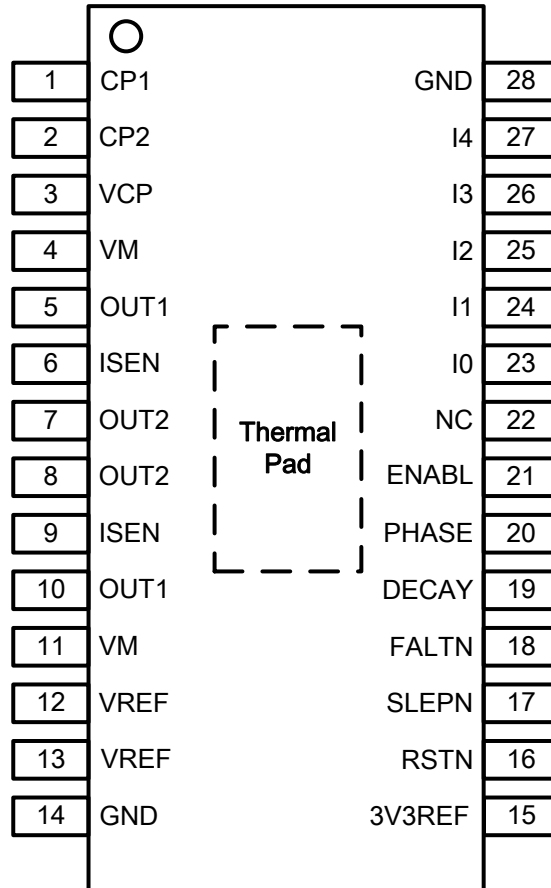 1 CP1 GND 28
2 CP2 I4 27
3 VCP I3 26
4 VM I2 25
5 OUT1 I1 24
6 ISEN I0 23
7 OUT2 NC 22
Thermal
Pad
8 OUT2 ENABL 21
9 ISEN PHASE 20
10 OUT1 DECAY 19
11 VM FALTN 18
12 VREF SLEPN 17
13 VREF RSTN 16
14 GND 3V3REF 15